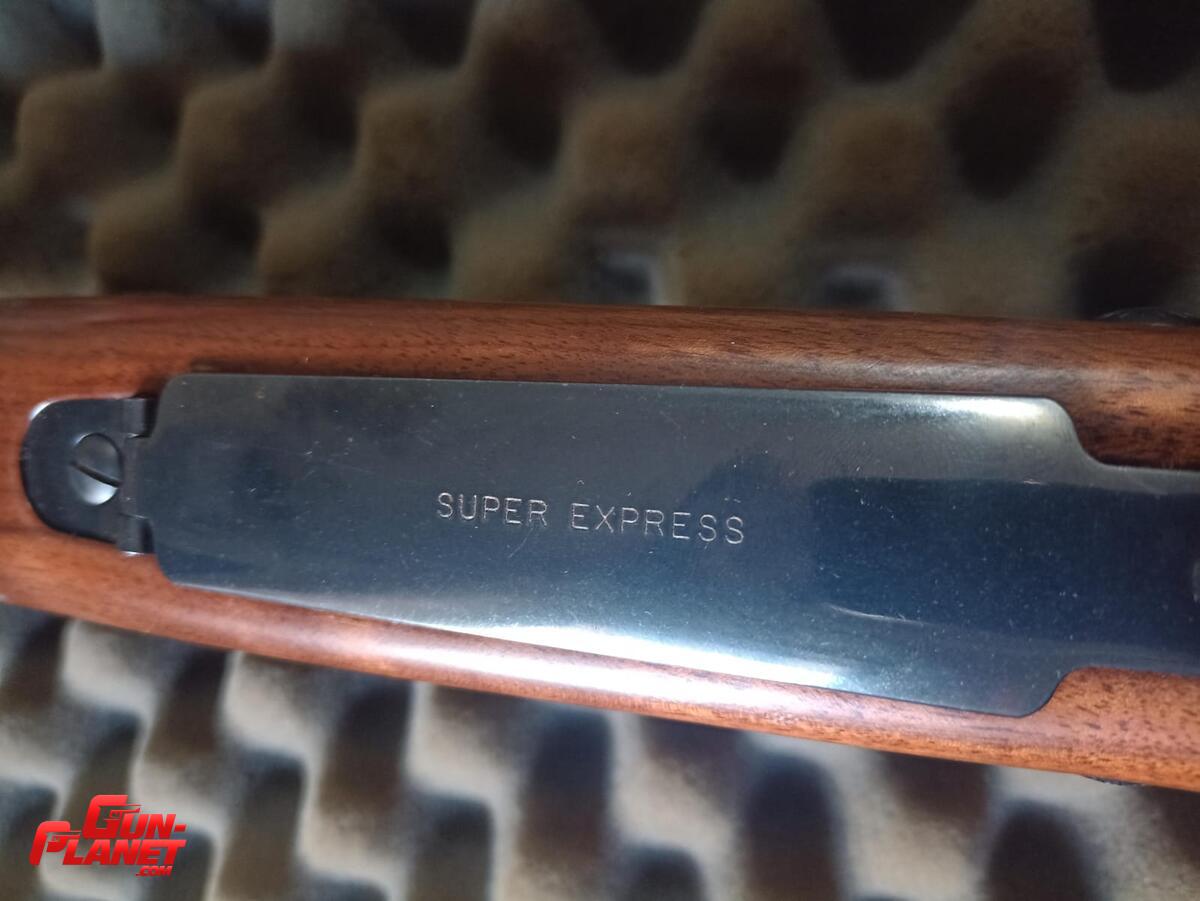 SUPER EXPRESS
GUN-
PLANET
.COM